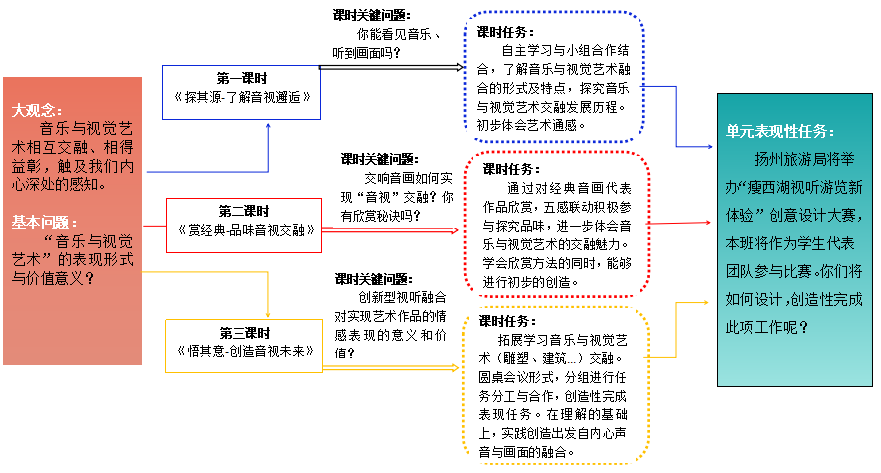 大观念：
音乐与视觉艺
术相互交融、相得
益彰，触及我们内
心深处的感知。
基本问题：
“音乐与视觉
艺术”的表现形式
与价值意义？
第一课时
《探其源-了解音视邂逅》
课时关键问题：
你能看见音乐、
听到画面吗？
课时任务：
自主学习与小组合作结
合，了解音乐与视觉艺术融
合的形式及特点，探究音乐
与视觉艺术交融发展历程。
初步体会艺术通感。
第二课时
《赏经典-品味音视交融》
课时关键问题：
交响音画如何实
现“音视”交融？你
有欣赏秘诀吗？
课时任务：
通过对经典音画代表
作品欣赏，五感联动积极参
与探究品味，进一步体会音
乐与视觉艺术的交融魅力。
学会欣赏方法的同时，能够
进行初步的创造。
第三课时
《悟其意-创造音视未来》
课时关键问题：
创新型视听融合
对实现艺术作品的情
感表现的意义和价
值？
课时任务：
拓展学习音乐与视觉艺
术（雕塑、建筑...）交融。
圆桌会议形式，分组进行任
务分工与合作，创造性完成
表现任务。在理解的基础
上，实践创造出发自内心声
音与画面的融合。
单元表现性任务：
扬州旅游局将举
办“瘦西湖视听游览新
体验”创意设计大赛，
本班将作为学生代表
团队参与比赛。你们将
如何设计，创造性完成
此项工作呢？